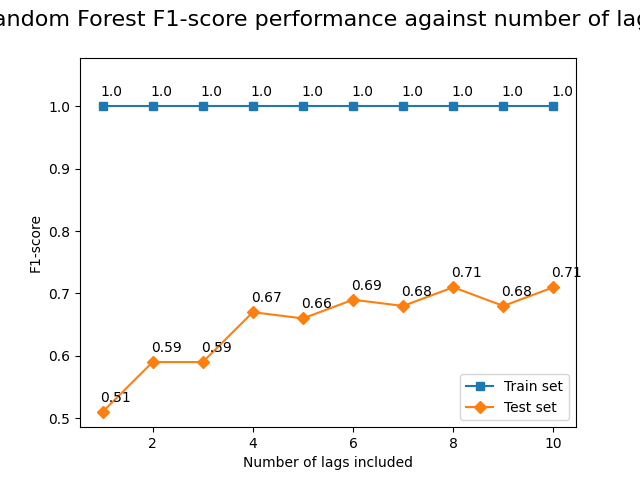 andom Forest F1-score performance against number of la
1.0 1.0 1.0 1.0 1.0 1.0 1.0 1.0 1.0 1.0
1.0
0.9
0.8
0.7
0.6
0.5
F1-score
0.51 0.59 0.59 0.67 0.66 0.69 0.68 0.71 0.68 0.71
Train set
Test set
2 4 6 8 10
Number of lags included